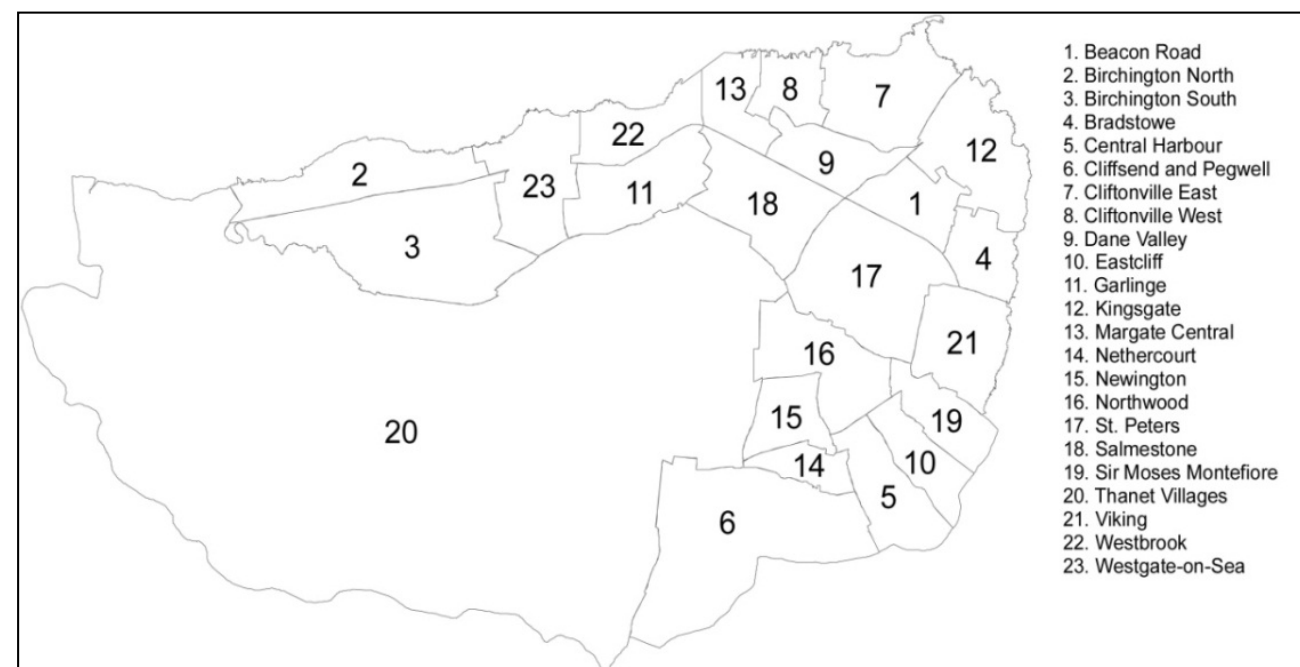 13
8
7
22
12
2
9
23
11
18
1
3
4
17
21
16
15
19
20
14
10
5
6
1. Beacon Road
2. Birchington North
3. Birchington South
4. Bradstowe
5. Central Harbour
6. Cliffsend and Pegwell
7. Cliftonville East
8. Cliftonville West
9. Dane Valley
10. Eastcliff
11. Garlinge
12. Kingsgate
13. Margate Central
14. Nethercourt
15. Newington
16. Northwood
17. St. Peters
18. Salmestone
19. Sir Moses Montefiore
20. Thanet Villages
21. Viking
22. Westbrook
23. Westgate-on-Sea